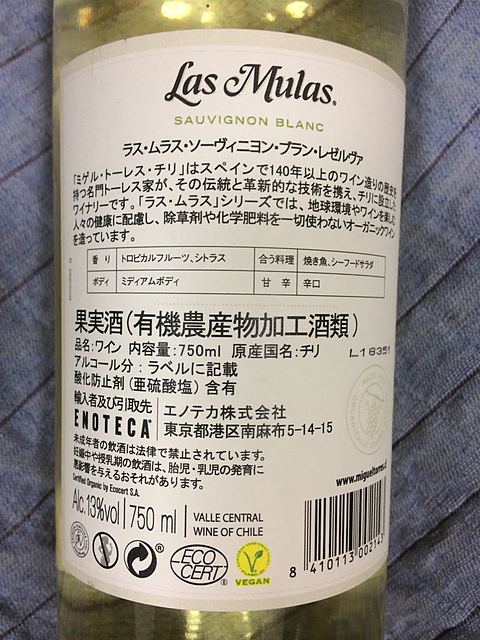 Las Mulas®
SAUVIGNON BLANC
ラス・ムラス・ソーヴィニヨン・ブラン・レゼルヴァ
「ミゲル・トーレス・チリ」はスペインで140年以上のワイン造りの歴史を
持つ名門トーレス家が、その伝統と革新的な技術を携え、チリに設立した
ワイナリーです。「ラス・ムラス」シリーズでは、地球環境やワインを楽しむ
人々の健康に配慮し、除草剤や化学肥料を一切使わないオーガニックワイン
を造っています。
香り トロピカルフルーツ、シトラス 合う料理 焼き魚、シーフードサラダ
ボディ ミディアムボディ 甘辛 辛口
果実酒(有機農産物加工酒類)
品名:ワイン 内容量:750ml 原産国名:チリ
L18351
アルコール分:ラベルに記載
酸化防止剤(亜硫酸塩)含有
輸入者及び引取先
ENOTECA® エノテカ株式会社
東京都港区南麻布5-14-15
未成年者の飲酒は法律で禁止されています。
妊娠中や授乳期の飲酒は、胎児・乳児の発育に
悪影響を与えるおそれがあります。
Certified Organic by Ecocert S.A.
www.migueltorres.cl
Alc.13%vol 750 ml VALLE CENTRAL
WINE OF CHILE
ECO
CERT®
VEGAN
8 410113 002143